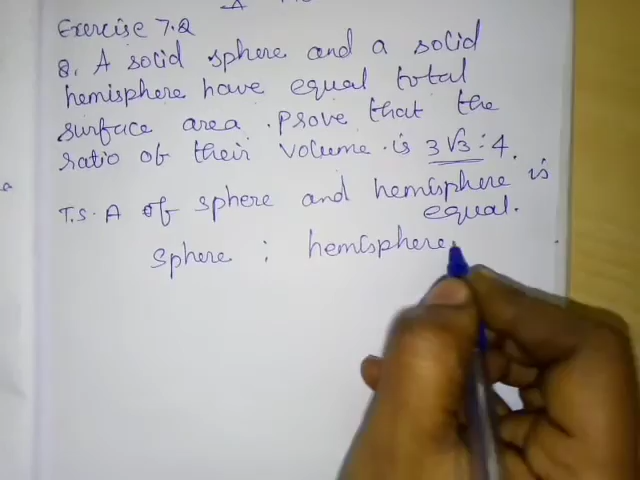 Exercise 7.2
Q. A solid sphere and a solid
hemisphere have equal total
surface area. prove that the
ratio of their volume. is 3√3:4.
T.S.A of sphere and hemisphere is
equal.
sphere : hemisphere